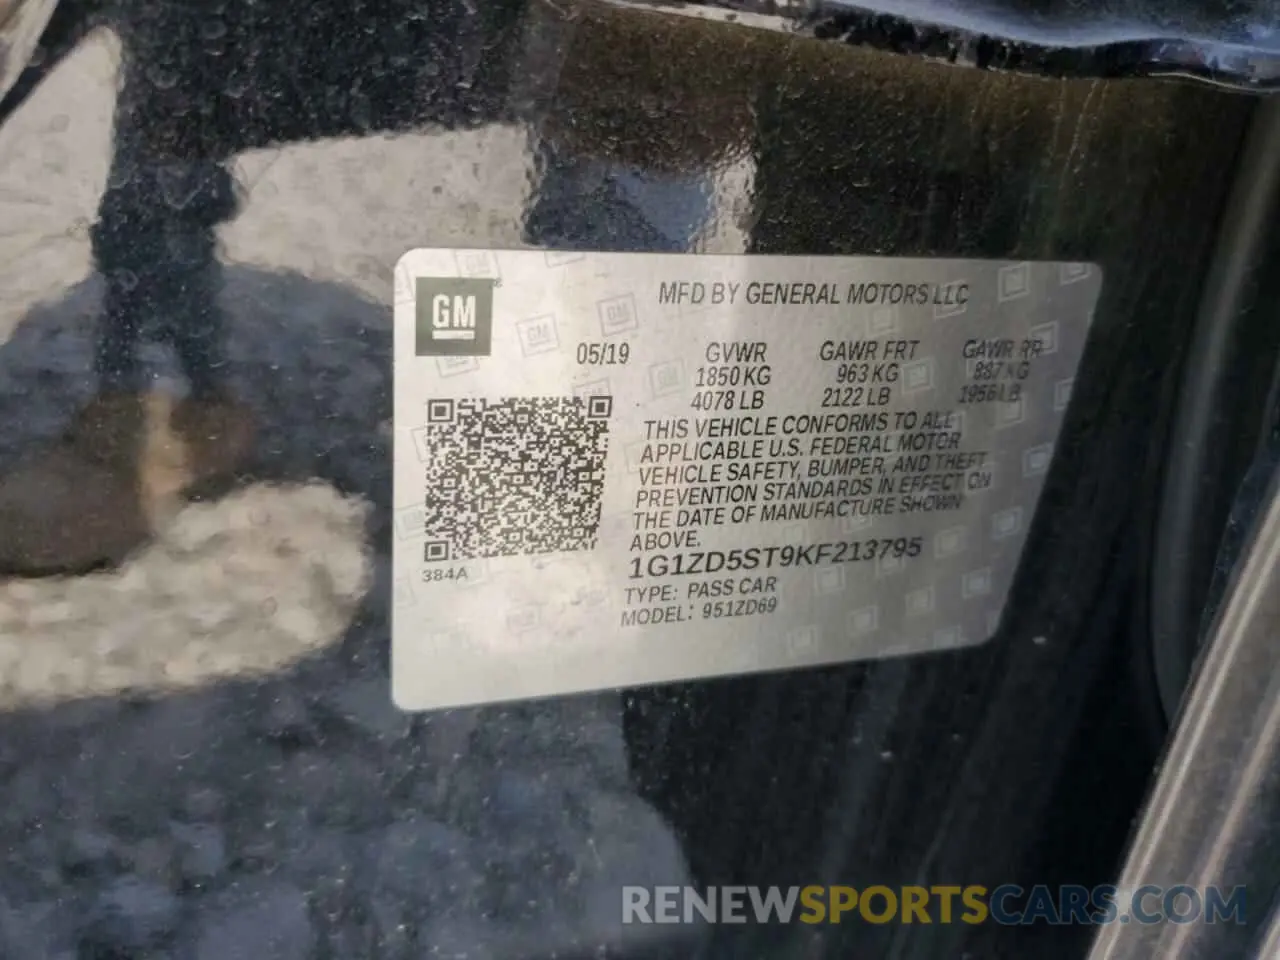 GM
MFD BY GENERAL MOTORS LLC
05/19 GVWR GAWR FRT GAWR RR
1850 KG 963 KG 887 KG
4078 LB 2122 LB 1956 LB
THIS VEHICLE CONFORMS TO ALL
APPLICABLE U.S. FEDERAL MOTOR
VEHICLE SAFETY, BUMPER, AND THEFT
PREVENTION STANDARDS IN EFFECT ON
THE DATE OF MANUFACTURE SHOWN
ABOVE.
1G1ZD5ST9KF213795
384A
TYPE: PASS CAR
MODEL: 951ZD69
RENEWSPORTSCARS.COM